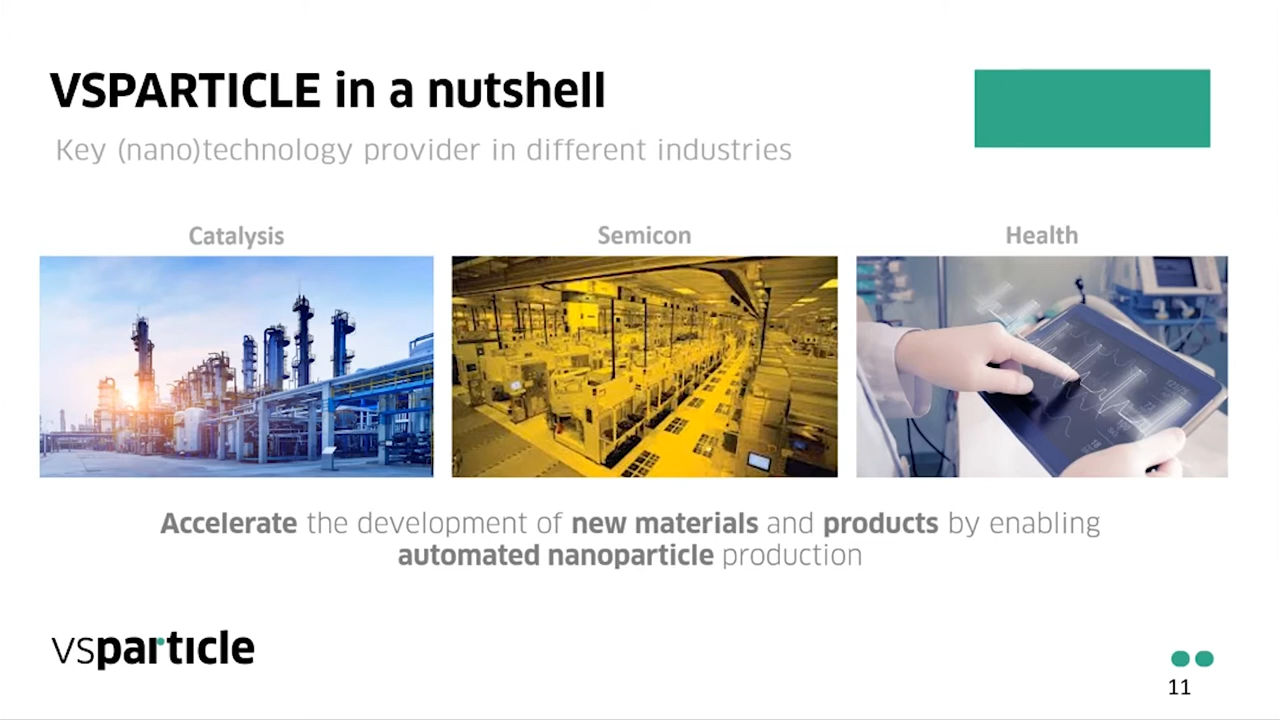 VSPARTICLE in a nutshell
Key (nano)technology provider in different industries
Catalysis
Semicon
Health
Accelerate the development of new materials and products by enabling
automated nanoparticle production
vsparticle
11